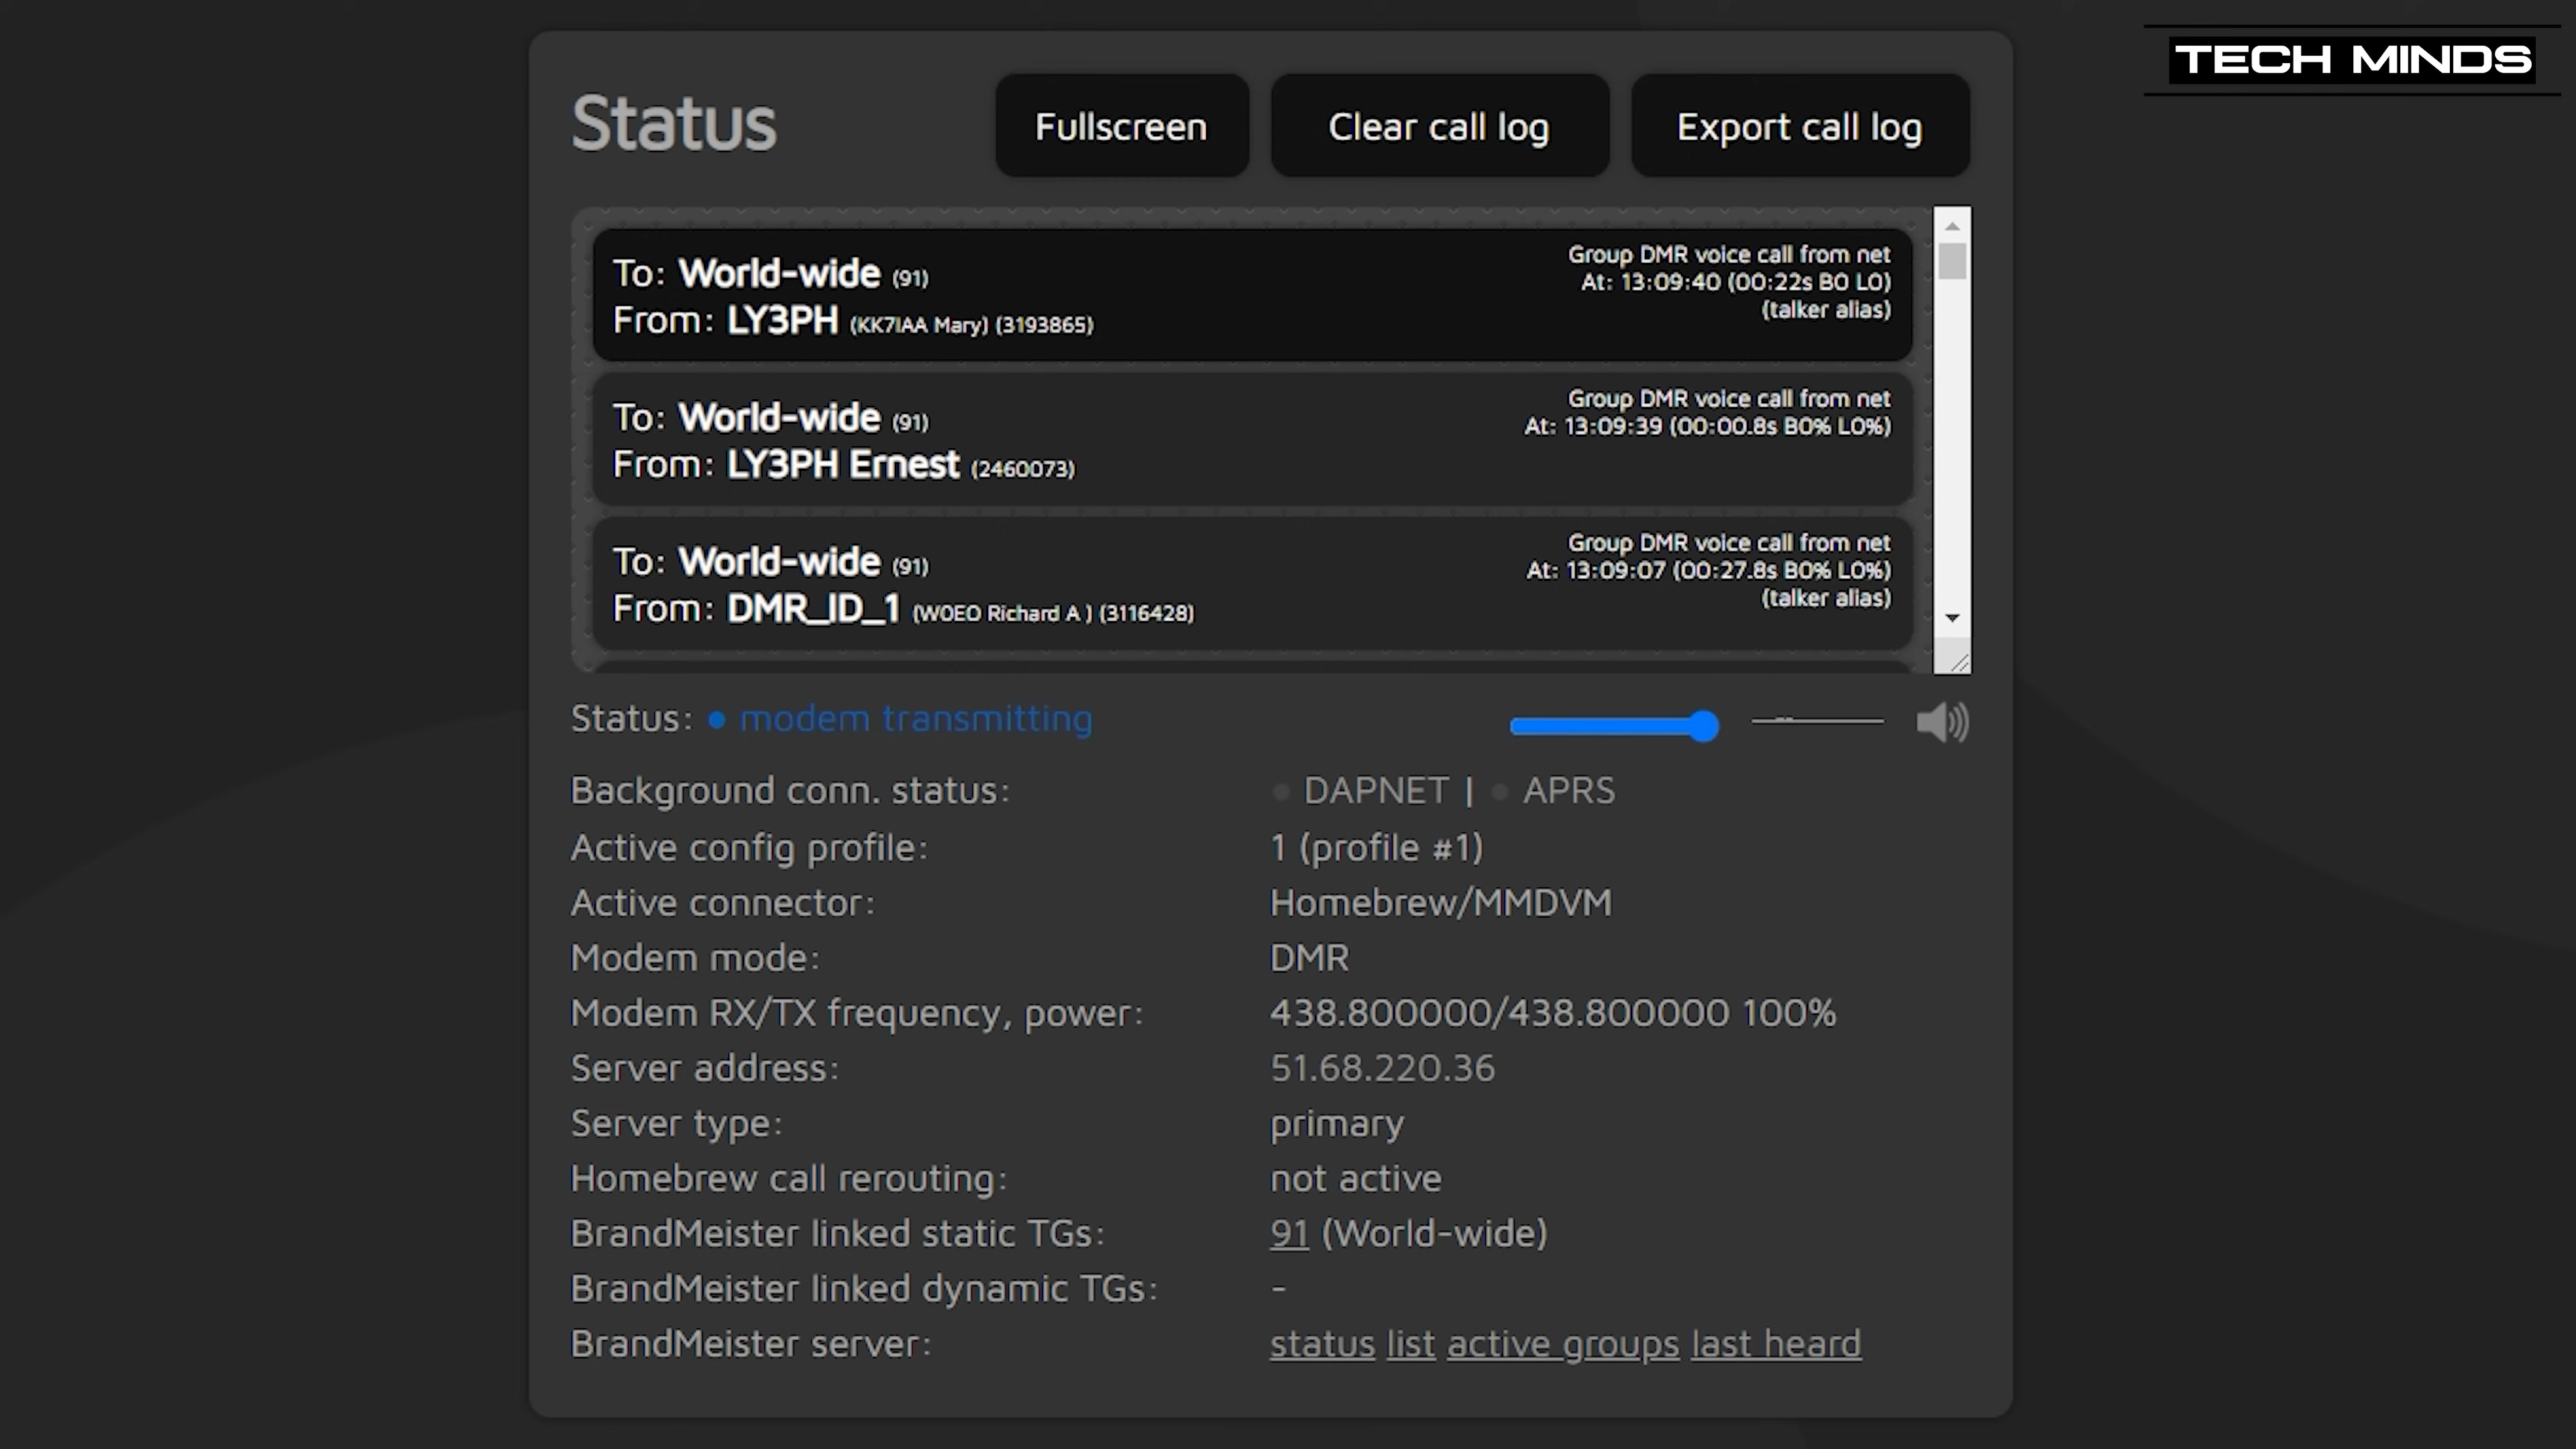 TECH MINDS
Status
Fullscreen
Clear call log
Export call log
To: World-wide (91)
From: LY3PH (KK7IAA Mary) (3193865)
Group DMR voice call from net
At: 13:09:40 (00:22s B0 L0)
(talker alias)
To: World-wide (91)
From: LY3PH Ernest (2460073)
Group DMR voice call from net
At: 13:09:39 (00:00.8s B0% L0%)
To: World-wide (91)
From: DMR_ID_1 (W0EO Richard A ) (3116428)
Group DMR voice call from net
At: 13:09:07 (00:27.8s B0% L0%)
(talker alias)
Status: • modem transmitting
Background conn. status: • DAPNET | • APRS
Active config profile: 1 (profile #1)
Active connector: Homebrew/MMDVM
Modem mode: DMR
Modem RX/TX frequency, power: 438.800000/438.800000 100%
Server address: 51.68.220.36
Server type: primary
Homebrew call rerouting: not active
BrandMeister linked static TGs: 91 (World-wide)
BrandMeister linked dynamic TGs: -
BrandMeister server: status list active groups last heard